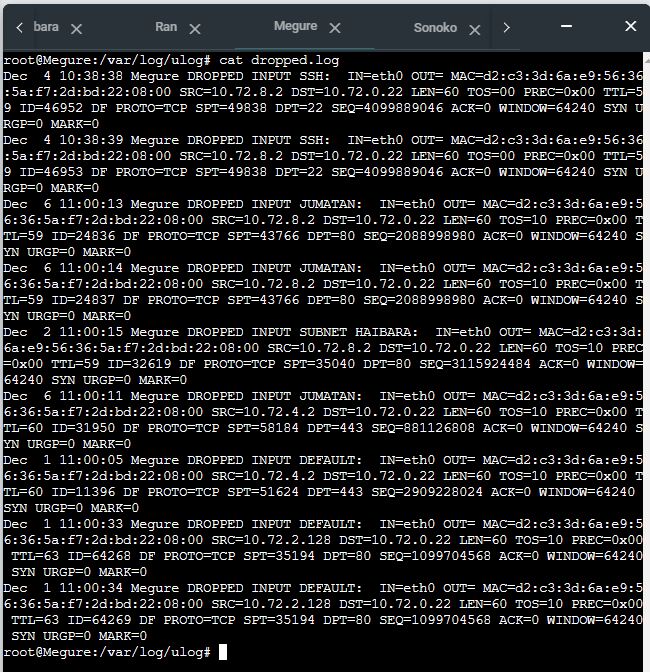 bara
Ran
Megure
Sonoko
root@Megure:/var/log/ulog# cat dropped.log
Dec  4 10:38:38 Megure DROPPED INPUT SSH:  IN=eth0 OUT= MAC=d2:c3:3d:6a:e9:56:36
:5a:f7:2d:bd:22:08:00 SRC=10.72.8.2 DST=10.72.0.22 LEN=60 TOS=00 PREC=0x00 TTL=5
9 ID=46952 DF PROTO=TCP SPT=49838 DPT=22 SEQ=4099889046 ACK=0 WINDOW=64240 SYN U
RGP=0 MARK=0
Dec  4 10:38:39 Megure DROPPED INPUT SSH:  IN=eth0 OUT= MAC=d2:c3:3d:6a:e9:56:36
:5a:f7:2d:bd:22:08:00 SRC=10.72.8.2 DST=10.72.0.22 LEN=60 TOS=00 PREC=0x00 TTL=5
9 ID=46953 DF PROTO=TCP SPT=49838 DPT=22 SEQ=4099889046 ACK=0 WINDOW=64240 SYN U
RGP=0 MARK=0
Dec  6 11:00:13 Megure DROPPED INPUT JUMATAN:  IN=eth0 OUT= MAC=d2:c3:3d:6a:e9:5
6:36:5a:f7:2d:bd:22:08:00 SRC=10.72.8.2 DST=10.72.0.22 LEN=60 TOS=10 PREC=0x00 T
TL=59 ID=24836 DF PROTO=TCP SPT=43766 DPT=80 SEQ=2088998980 ACK=0 WINDOW=64240 S
YN URGP=0 MARK=0
Dec  6 11:00:14 Megure DROPPED INPUT JUMATAN:  IN=eth0 OUT= MAC=d2:c3:3d:6a:e9:5
6:36:5a:f7:2d:bd:22:08:00 SRC=10.72.8.2 DST=10.72.0.22 LEN=60 TOS=10 PREC=0x00 T
TL=59 ID=24837 DF PROTO=TCP SPT=43766 DPT=80 SEQ=2088998980 ACK=0 WINDOW=64240 S
YN URGP=0 MARK=0
Dec  2 11:00:15 Megure DROPPED INPUT SUBNET HAIBARA:  IN=eth0 OUT= MAC=d2:c3:3d:
6a:e9:56:36:5a:f7:2d:bd:22:08:00 SRC=10.72.8.2 DST=10.72.0.22 LEN=60 TOS=10 PREC
=0x00 TTL=59 ID=32619 DF PROTO=TCP SPT=35040 DPT=80 SEQ=3115924484 ACK=0 WINDOW=
64240 SYN URGP=0 MARK=0
Dec  6 11:00:11 Megure DROPPED INPUT JUMATAN:  IN=eth0 OUT= MAC=d2:c3:3d:6a:e9:5
6:36:5a:f7:2d:bd:22:08:00 SRC=10.72.4.2 DST=10.72.0.22 LEN=60 TOS=10 PREC=0x00 T
TL=60 ID=31950 DF PROTO=TCP SPT=58184 DPT=443 SEQ=881126808 ACK=0 WINDOW=64240 S
YN URGP=0 MARK=0
Dec  1 11:00:05 Megure DROPPED INPUT DEFAULT:  IN=eth0 OUT= MAC=d2:c3:3d:6a:e9:5
6:36:5a:f7:2d:bd:22:08:00 SRC=10.72.4.2 DST=10.72.0.22 LEN=60 TOS=10 PREC=0x00 T
TL=60 ID=11396 DF PROTO=TCP SPT=51624 DPT=443 SEQ=2909228024 ACK=0 WINDOW=64240
SYN URGP=0 MARK=0
Dec  1 11:00:33 Megure DROPPED INPUT DEFAULT:  IN=eth0 OUT= MAC=d2:c3:3d:6a:e9:5
6:36:5a:f7:2d:bd:22:08:00 SRC=10.72.2.128 DST=10.72.0.22 LEN=60 TOS=10 PREC=0x00
 TTL=63 ID=64268 DF PROTO=TCP SPT=35194 DPT=80 SEQ=1099704568 ACK=0 WINDOW=64240
 SYN URGP=0 MARK=0
Dec  1 11:00:34 Megure DROPPED INPUT DEFAULT:  IN=eth0 OUT= MAC=d2:c3:3d:6a:e9:5
6:36:5a:f7:2d:bd:22:08:00 SRC=10.72.2.128 DST=10.72.0.22 LEN=60 TOS=10 PREC=0x00
 TTL=63 ID=64269 DF PROTO=TCP SPT=35194 DPT=80 SEQ=1099704568 ACK=0 WINDOW=64240
 SYN URGP=0 MARK=0
root@Megure:/var/log/ulog#